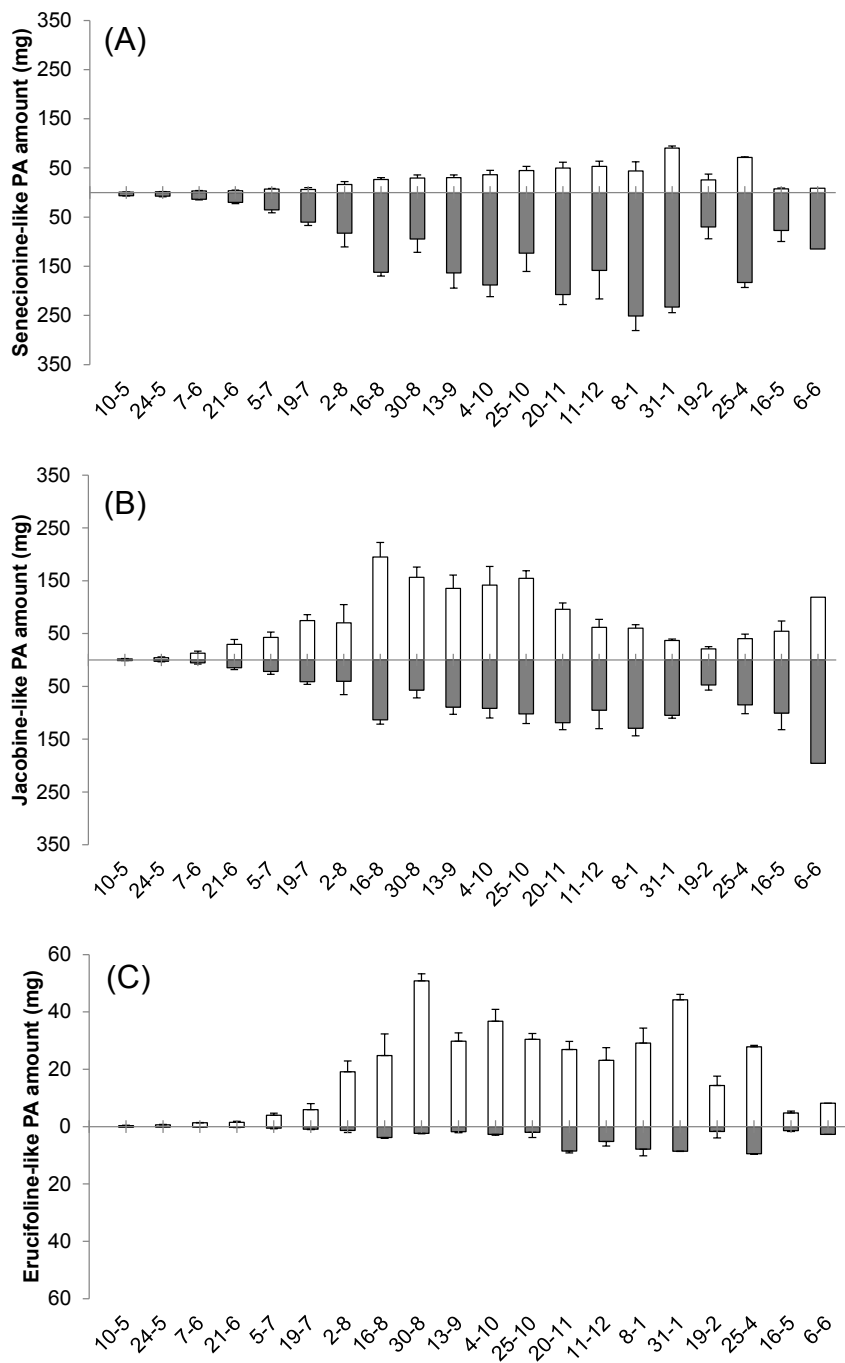 (A)
Senecionine-like PA amount (mg)
350
250
150
50
50
150
250
350
10-5 24-5 7-6 21-6 5-7 19-7 2-8 16-8 30-8 13-9 4-10 25-10 20-11 11-12 8-1 31-1 19-2 25-4 16-5 6-6
(B)
Jacobine-like PA amount (mg)
350
250
150
50
50
150
250
350
10-5 24-5 7-6 21-6 5-7 19-7 2-8 16-8 30-8 13-9 4-10 25-10 20-11 11-12 8-1 31-1 19-2 25-4 16-5 6-6
(C)
Erucifoline-like PA amount (mg)
60
40
20
0
20
40
60
10-5 24-5 7-6 21-6 5-7 19-7 2-8 16-8 30-8 13-9 4-10 25-10 20-11 11-12 8-1 31-1 19-2 25-4 16-5 6-6